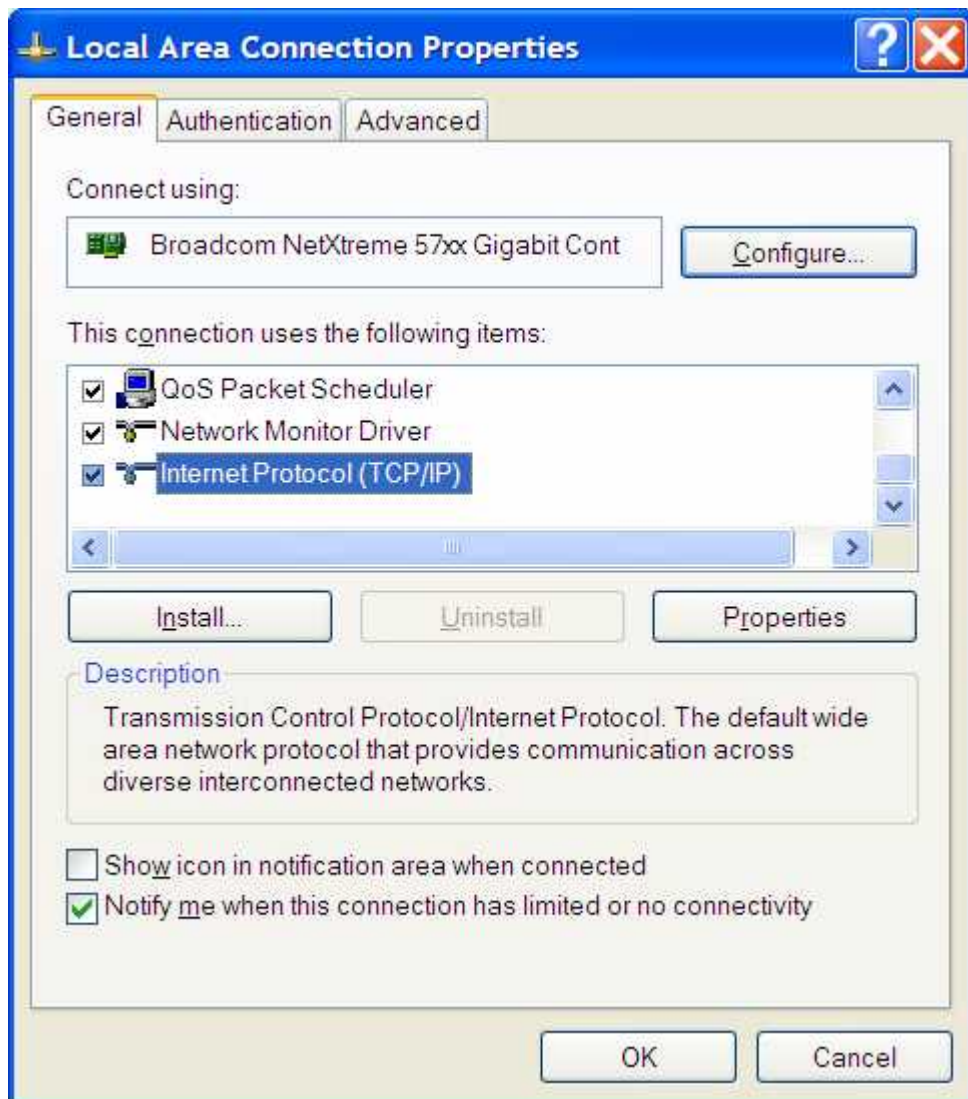 Local Area Connection Properties
General Authentication Advanced
Connect using:
Broadcom NetXtreme 57xx Gigabit Cont
Configure...
This connection uses the following items:
QoS Packet Scheduler
Network Monitor Driver
Internet Protocol (TCP/IP)
Install... Uninstall Properties
Description
Transmission Control Protocol/Internet Protocol. The default wide
area network protocol that provides communication across
diverse interconnected networks.
Show icon in notification area when connected
Notify me when this connection has limited or no connectivity
OK Cancel